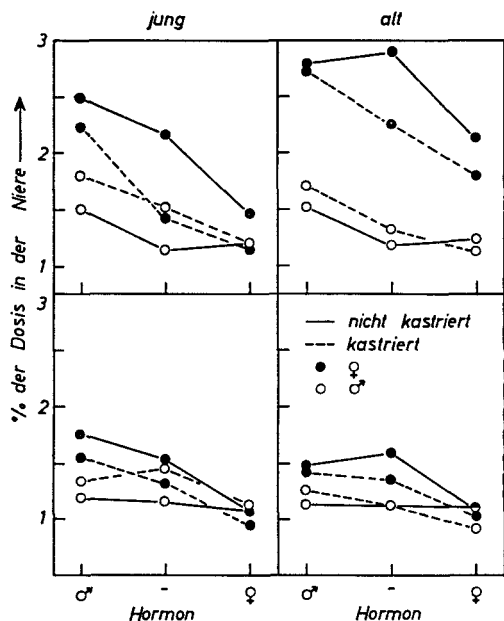 jung alt
3
2
1
3
2
1
% der Dosis in der Niere
nicht kastriert
kastriert
♀
♂
♂ - ♀ ♂ - ♀
Hormon Hormon